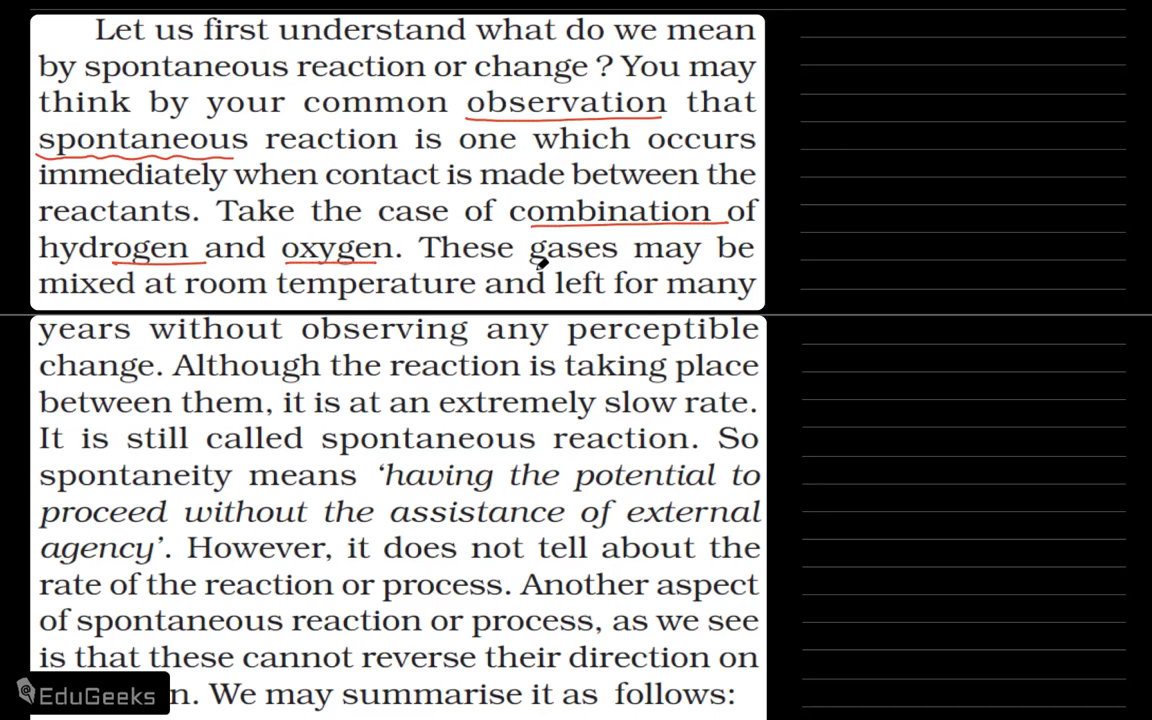 Let us first understand what do we mean
by spontaneous reaction or change ? You may
think by your common observation that
spontaneous reaction is one which occurs
immediately when contact is made between the
reactants. Take the case of combination of
hydrogen and oxygen. These gases may be
mixed at room temperature and left for many
years without observing any perceptible
change. Although the reaction is taking place
between them, it is at an extremely slow rate.
It is still called spontaneous reaction. So
spontaneity means ‘having the potential to
proceed without the assistance of external
agency’. However, it does not tell about the
rate of the reaction or process. Another aspect
of spontaneous reaction or process, as we see
is that these cannot reverse their direction on
n. We may summarise it as follows:
EduGeeks